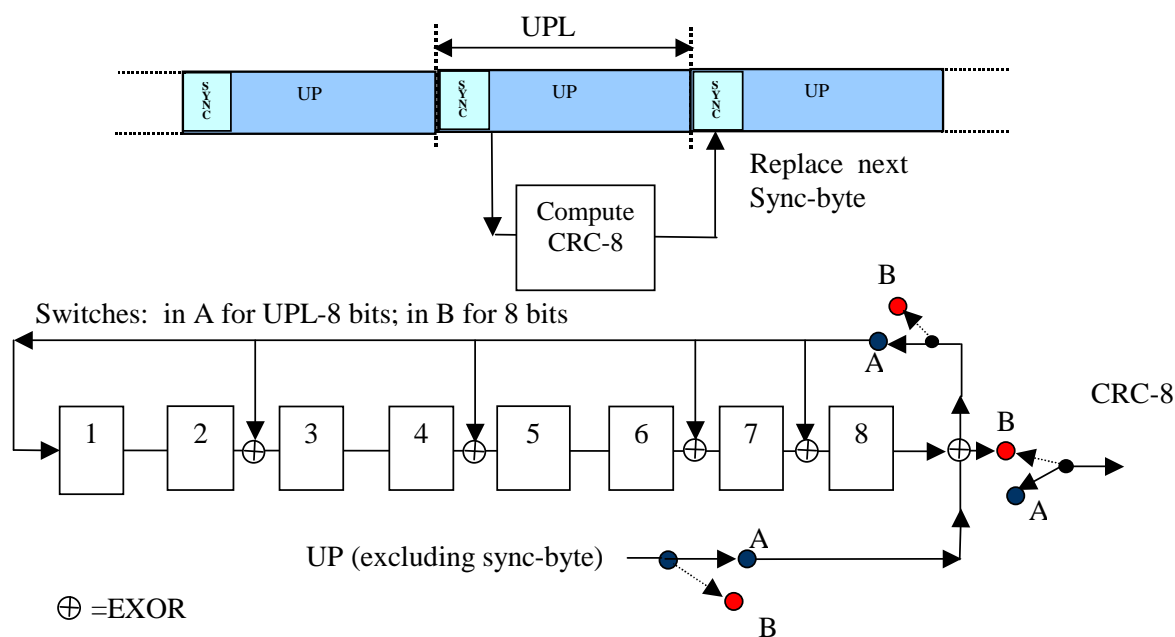 UPL
SYNC
UP
SYNC
UP
SYNC
UP
Replace next
Sync-byte
Compute
CRC-8
B
Switches: in A for UPL-8 bits; in B for 8 bits
A
CRC-8
1 2 3 4 5 6 7 8
B
A
UP (excluding sync-byte)
A
B
⊕ =EXOR